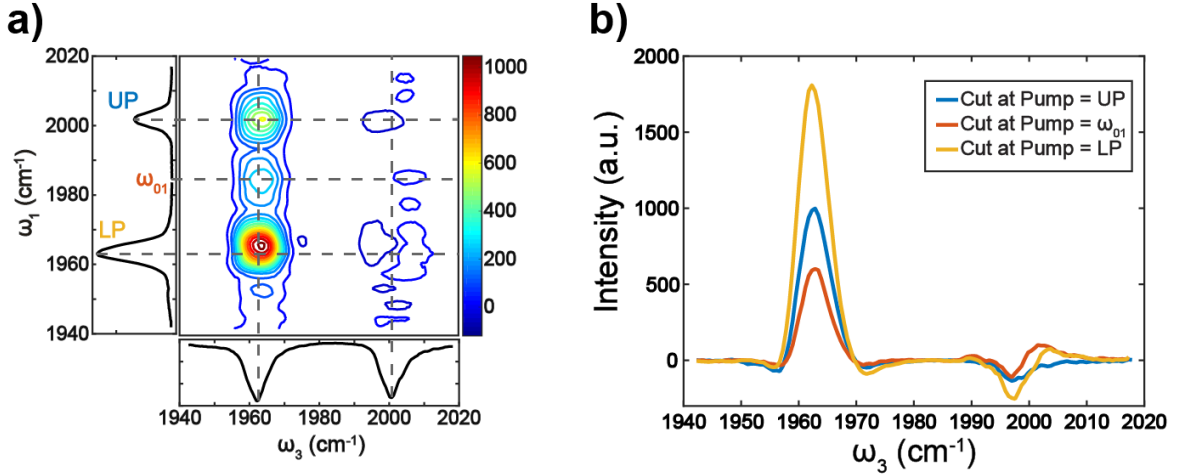 a)
b)
2020
2000
1980
1960
1940
ω₁ (cm⁻¹)
UP
ω₀₁
LP
1000
800
600
400
200
0
1940 1960 1980 2000 2020
ω₃ (cm⁻¹)
2000
1500
1000
500
0
Intensity (a.u.)
Cut at Pump = UP
Cut at Pump = ω₀₁
Cut at Pump = LP
1940 1950 1960 1970 1980 1990 2000 2010 2020
ω₃ (cm⁻¹)